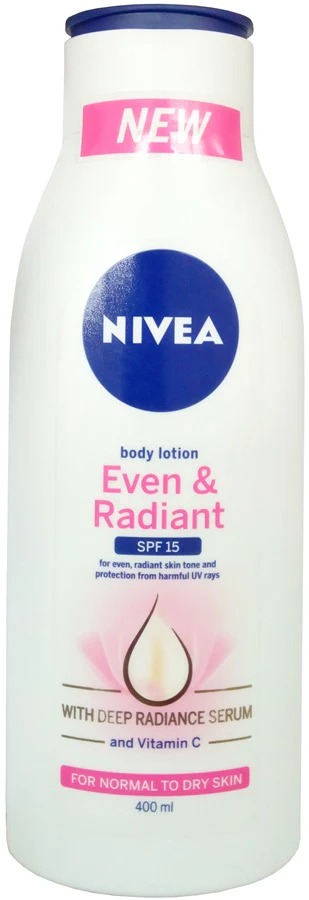 NEW
NIVEA
body lotion
Even &
Radiant
SPF 15
for even, radiant skin tone and
protection from harmful UV rays
WITH DEEP RADIANCE SERUM
and Vitamin C
FOR NORMAL TO DRY SKIN
400 ml